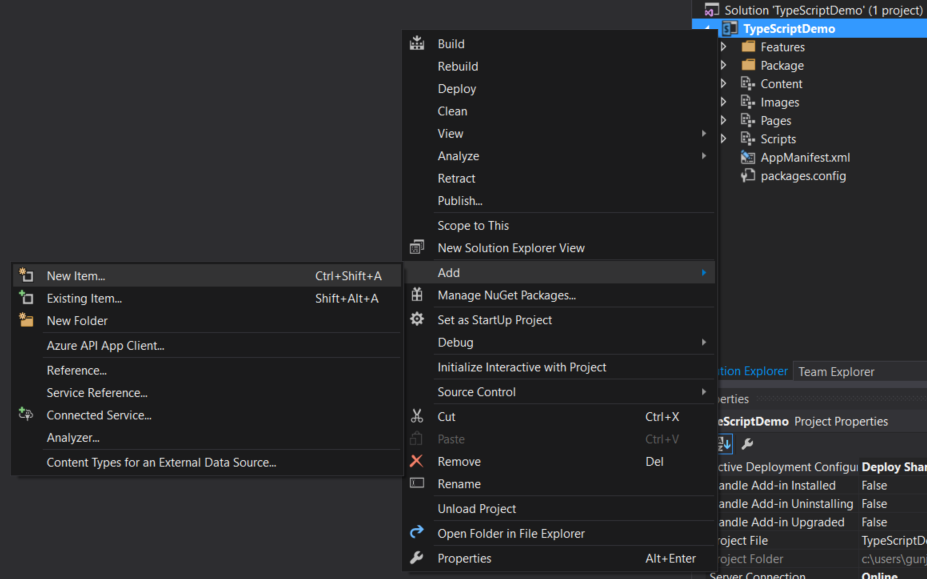 Solution 'TypeScriptDemo' (1 project)
TypeScriptDemo
Features
Package
Content
Images
Pages
Scripts
AppManifest.xml
packages.config
Build
Rebuild
Deploy
Clean
View
Analyze
Retract
Publish...
Scope to This
New Solution Explorer View
Add
Manage NuGet Packages...
Set as StartUp Project
Debug
Initialize Interactive with Project
Source Control
Cut Ctrl+X
Paste Ctrl+V
Remove Del
Rename
Unload Project
Open Folder in File Explorer
Properties Alt+Enter
New Item... Ctrl+Shift+A
Existing Item... Shift+Alt+A
New Folder
Azure API App Client...
Reference...
Service Reference...
Connected Service...
Analyzer...
Content Types for an External Data Source...
tion Explorer Team Explorer
erties
eScriptDemo Project Properties
ctive Deployment Configur Deploy Shar
andle Add-in Installed False
andle Add-in Uninstalling False
andle Add-in Upgraded False
roject File TypeScriptDe
roject Folder c:\users\gunj
Server Connection Online